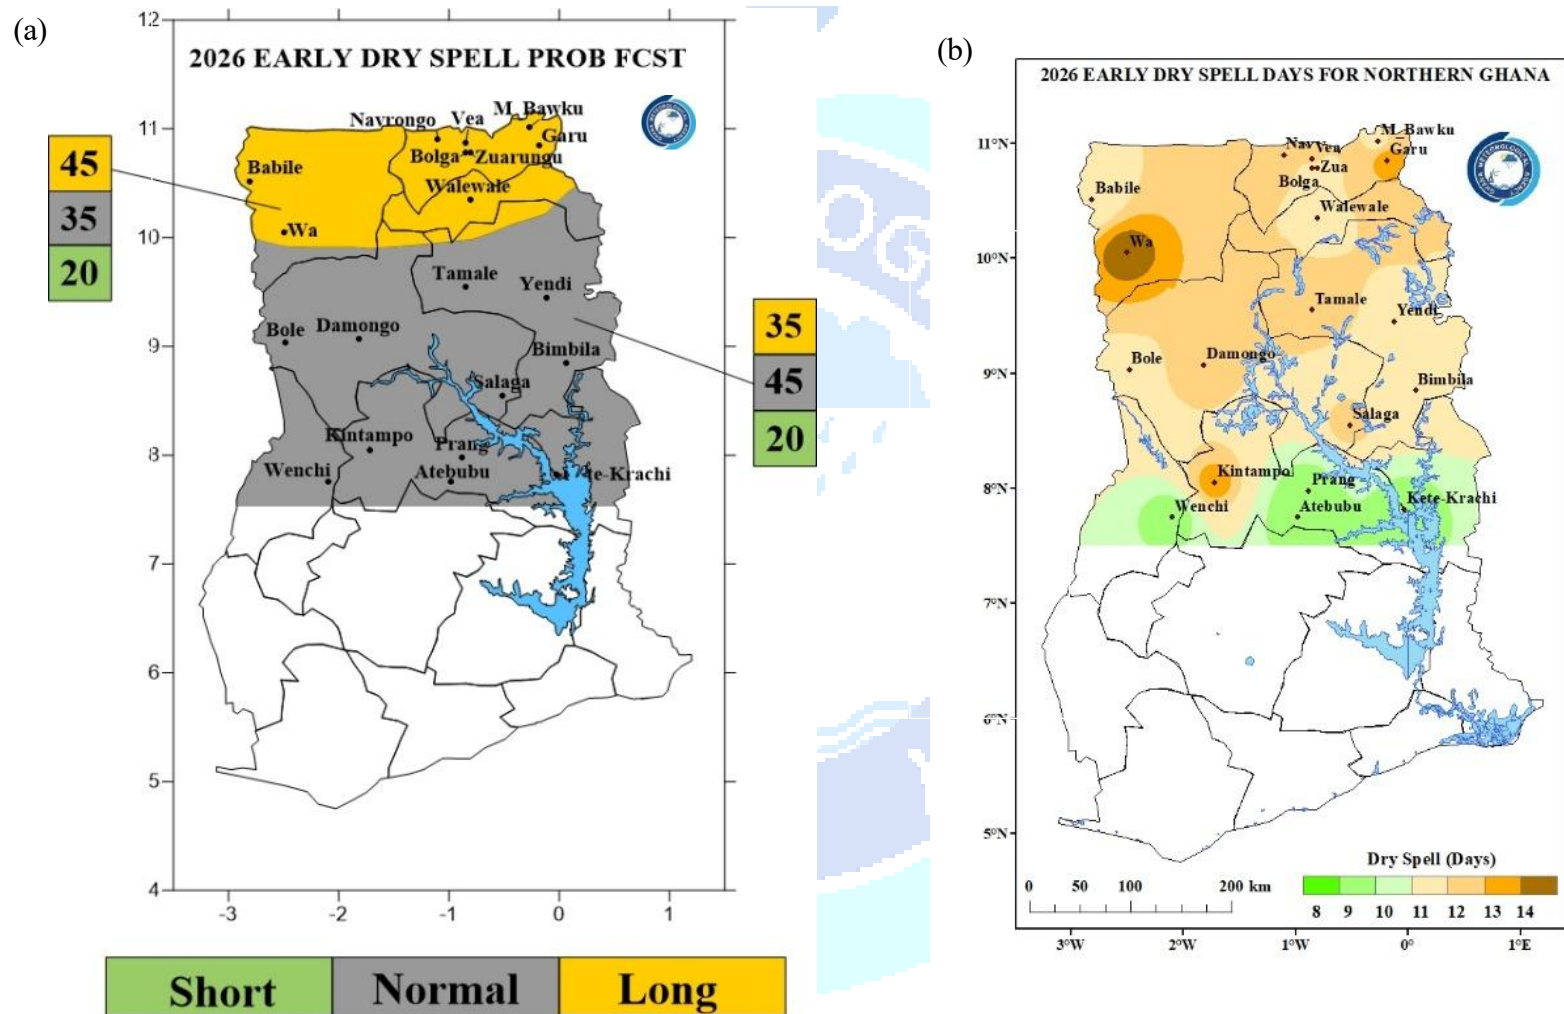 (a)
2026 EARLY DRY SPELL PROB FCST
12
11
10
9
8
7
6
5
4
-3
-2
-1
0
1
Navrongo
Vea
M_Bawku
Garu
Bolga
Zuarungu
Babile
Walewale
Wa
Tamale
Yendi
Bole
Damongo
Bimbila
Salaga
Kintampo
Prang
Wenchi
Atebubu
te-Krachi
45
35
20
35
45
20
Short
Normal
Long
(b)
2026 EARLY DRY SPELL DAYS FOR NORTHERN GHANA
11°N
10°N
9°N
8°N
7°N
6°N
5°N
3°W
2°W
1°W
0°
1°E
M_Bawku
Nav
Vea
Garu
Zua
Bolga
Babile
Walewale
Wa
Tamale
Yendi
Bole
Damongo
Bimbila
Salaga
Kintampo
Prang
Wenchi
Atebubu
Kete-Krachi
Dry Spell (Days)
8 9 10 11 12 13 14
0 50 100 200 km